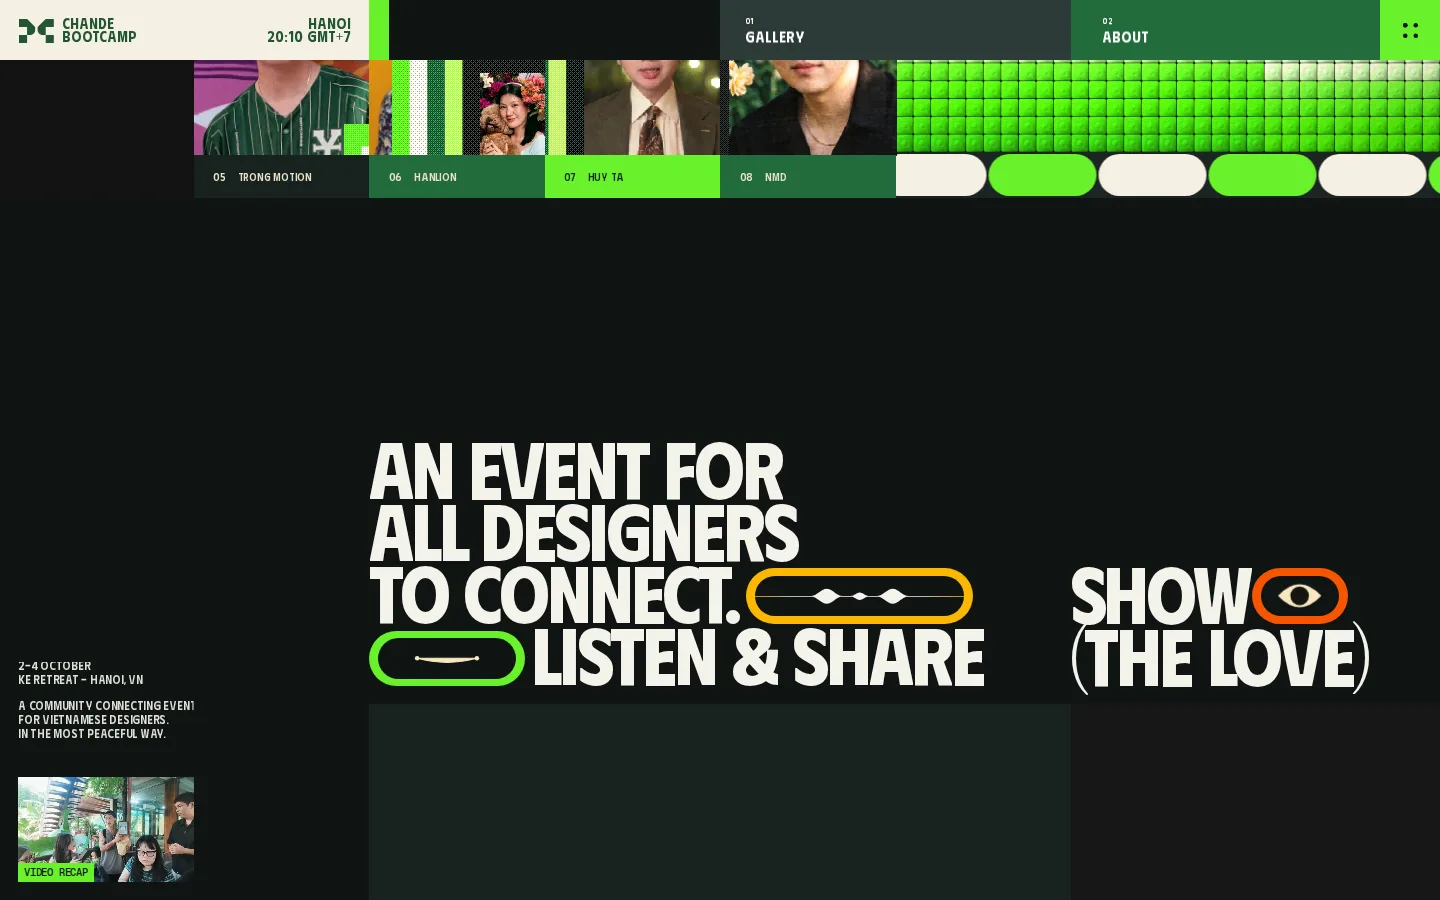 CHANDE
BOOTCAMP
HANOI
20:10 GMT+7
01
GALLERY
02
ABOUT
05 TRONG MOTION
06 HANLION
07 HUY TA
08 NMD
AN EVENT FOR
ALL DESIGNERS
TO CONNECT.
LISTEN & SHARE
SHOW
(THE LOVE)
2-4 OCTOBER
KE RETREAT - HANOI, VN
A COMMUNITY CONNECTING EVENT
FOR VIETNAMESE DESIGNERS.
IN THE MOST PEACEFUL WAY.
VIDEO RECAP